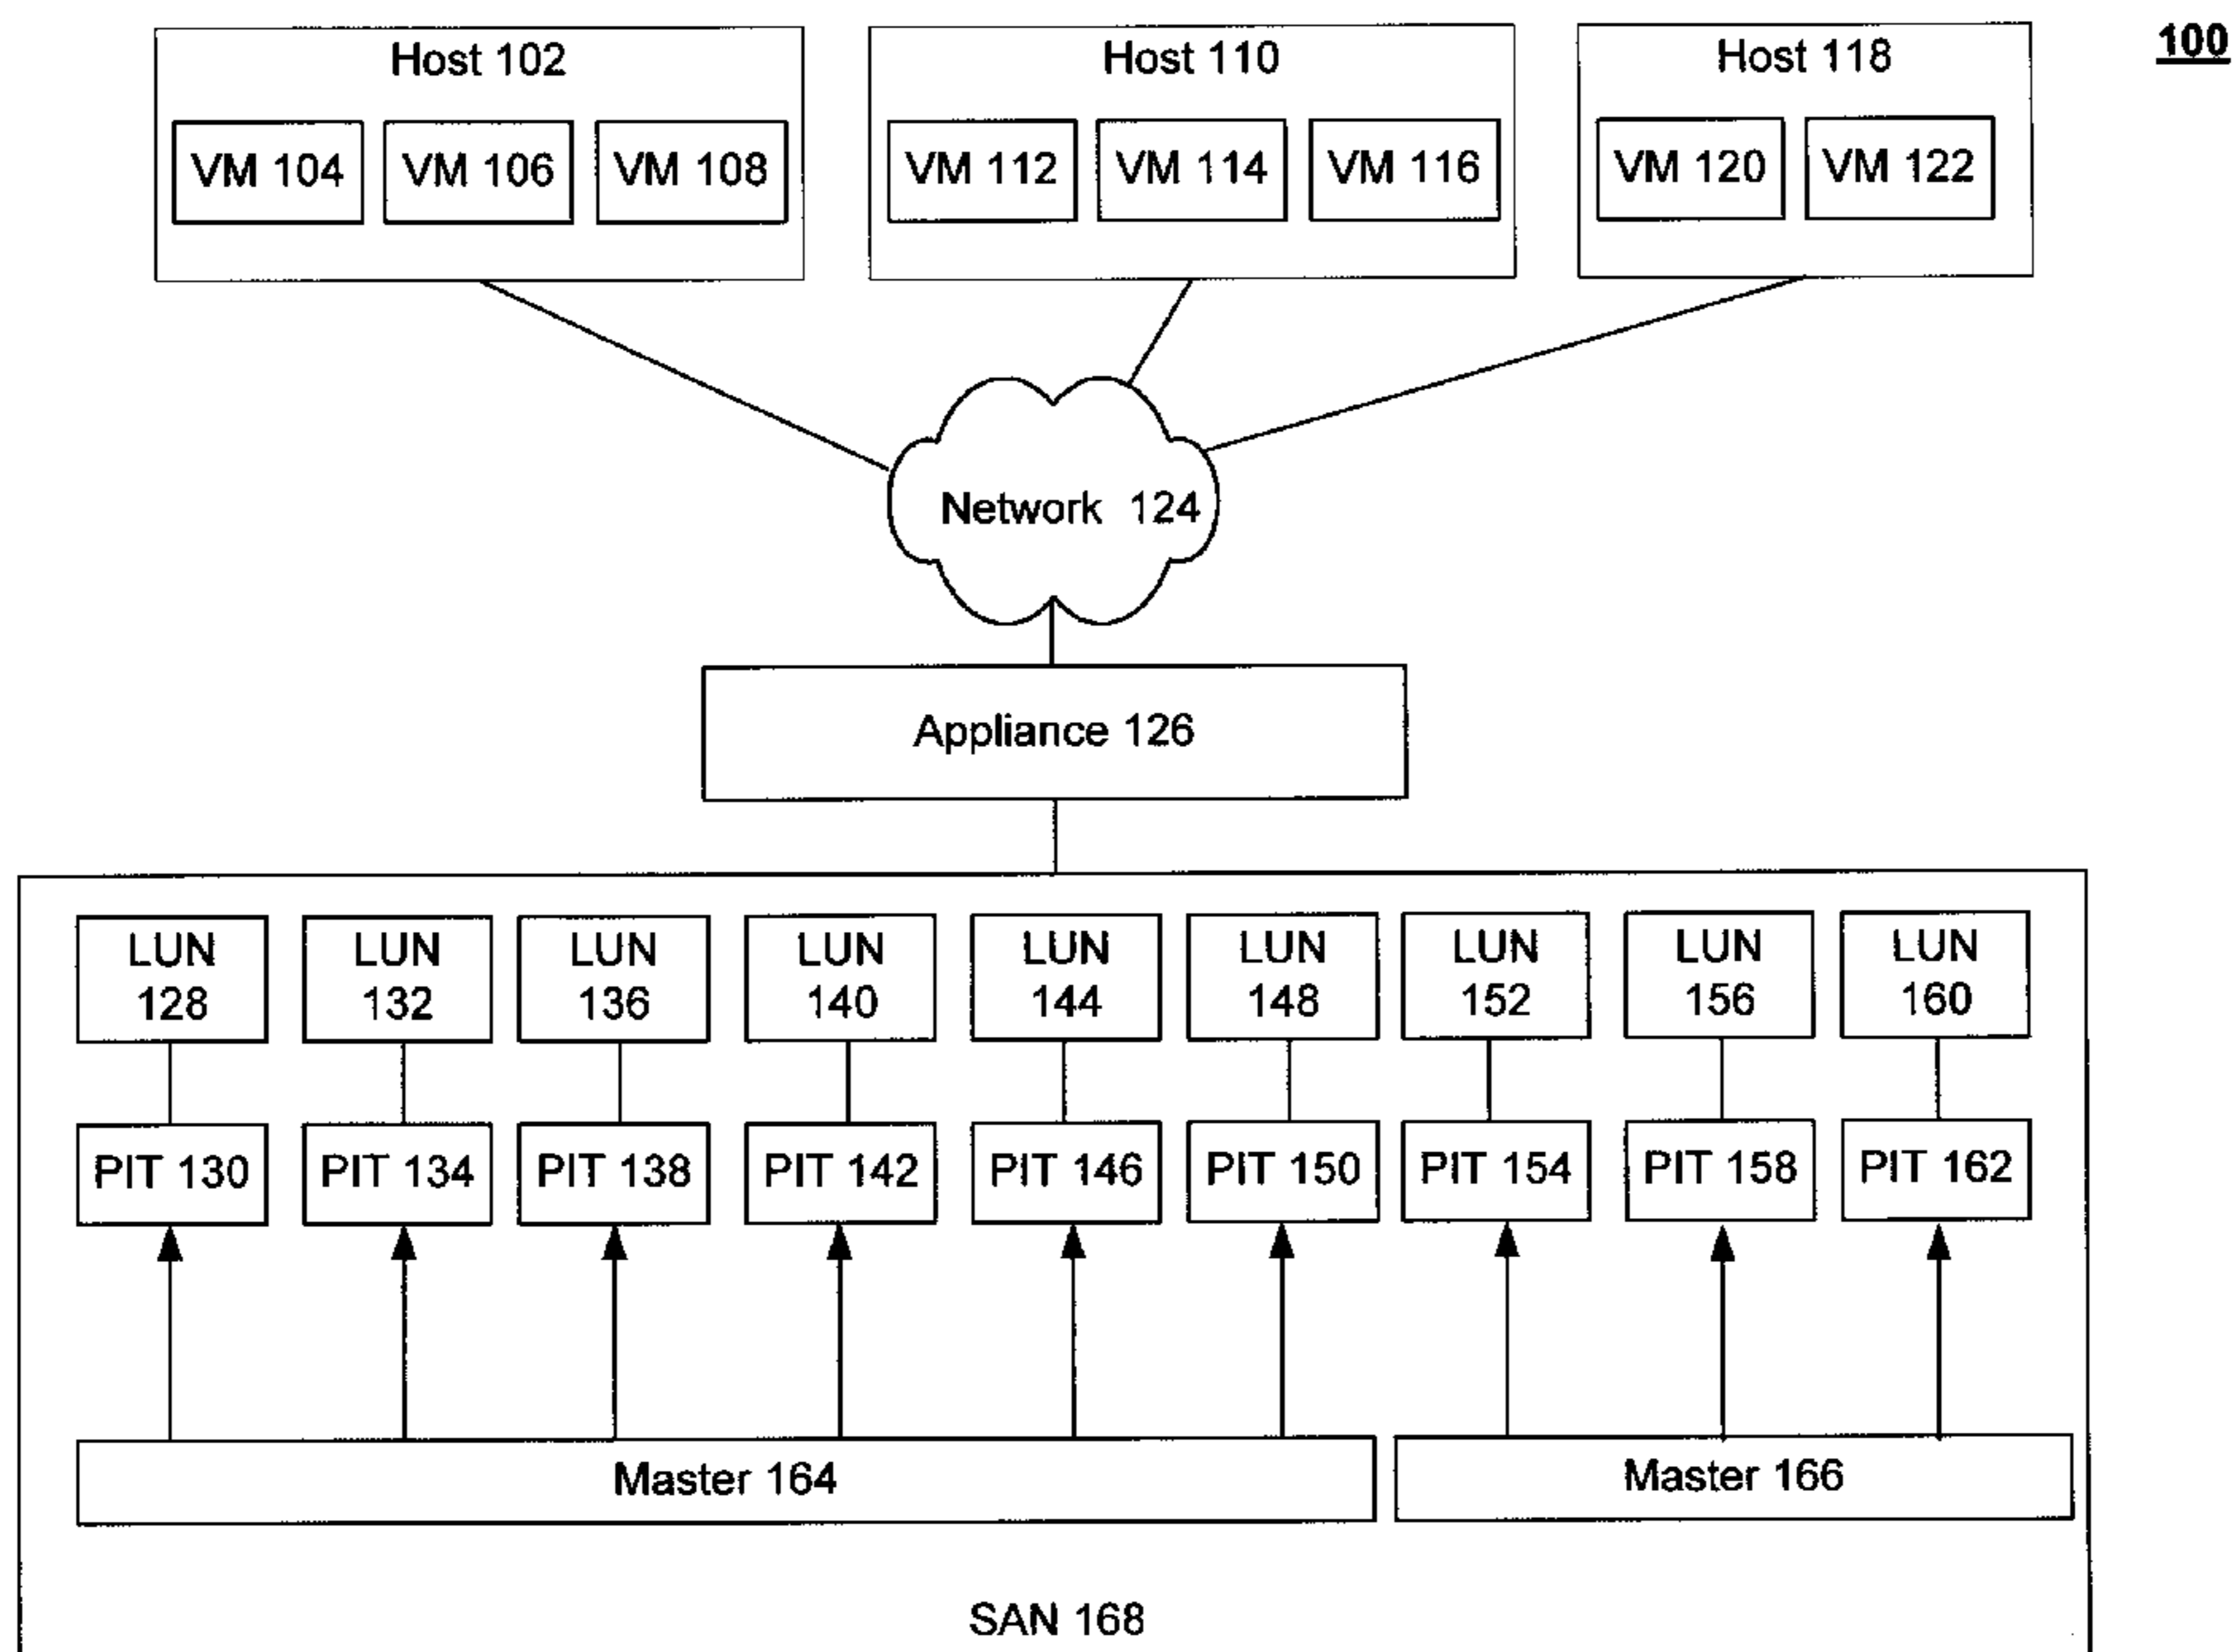 100
Host 102
Host 110
Host 118
VM 104
VM 106
VM 108
VM 112
VM 114
VM 116
VM 120
VM 122
Network 124
Appliance 126
LUN
128
LUN
132
LUN
136
LUN
140
LUN
144
LUN
148
LUN
152
LUN
156
LUN
160
PIT 130
PIT 134
PIT 138
PIT 142
PIT 146
PIT 150
PIT 154
PIT 158
PIT 162
Master 164
Master 166
SAN 168